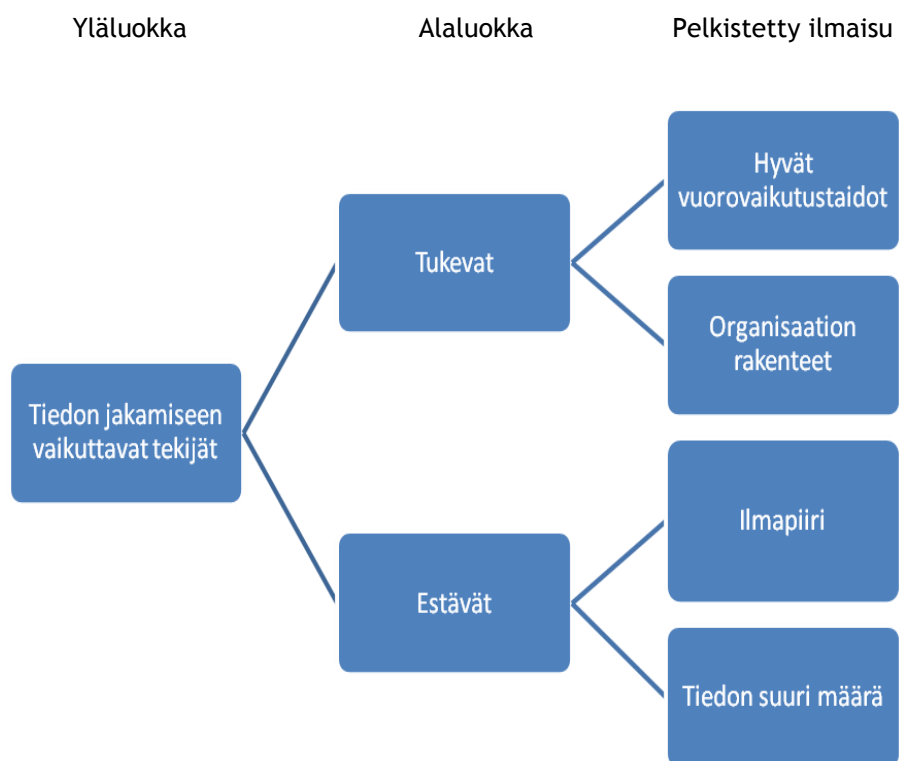 Yläluokka
Alaluokka
Pelkistetty ilmaisu
Hyvät
vuorovaikutustaidot
Tukevat
Organisaation
rakenteet
Tiedon jakamiseen
vaikuttavat tekijät
Ilmapiiri
Estävät
Tiedon suuri määrä